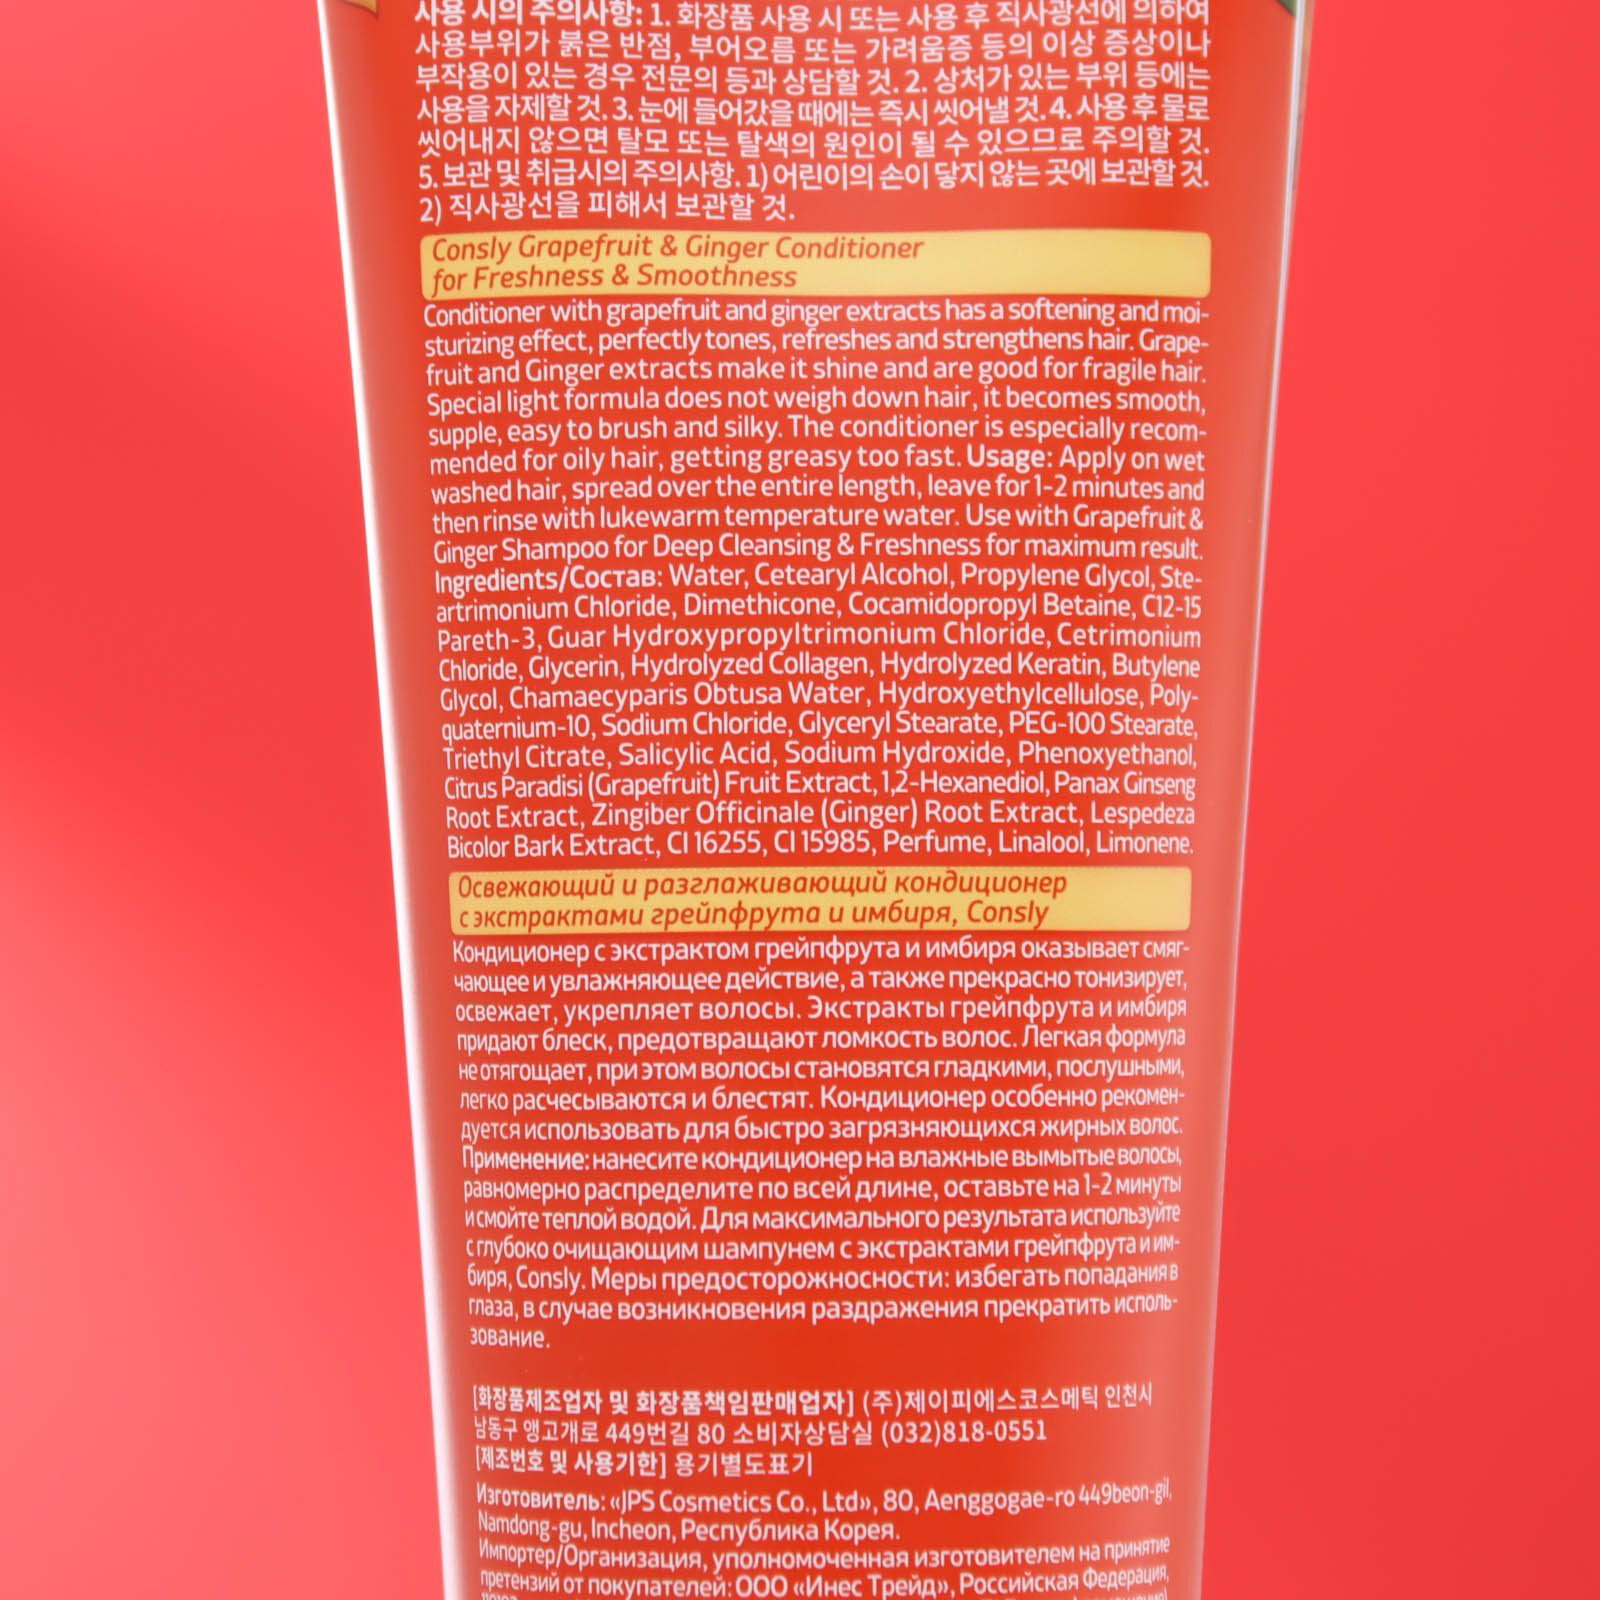 사용 시의 주의사항: 1. 화장품 사용 시 또는 사용 후 직사광선에 의하여
사용부위가 붉은 반점, 부어오름 또는 가려움증 등의 이상 증상이나
부작용이 있는 경우 전문의 등과 상담할 것. 2. 상처가 있는 부위 등에는
사용을 자제할 것. 3. 눈에 들어갔을 때에는 즉시 씻어낼 것. 4. 사용 후 물로
씻어내지 않으면 탈모 또는 탈색의 원인이 될 수 있으므로 주의할 것.
5. 보관 및 취급시의 주의사항. 1) 어린이의 손이 닿지 않는 곳에 보관할 것.
2) 직사광선을 피해서 보관할 것.
Consly Grapefruit & Ginger Conditioner
for Freshness & Smoothness
Conditioner with grapefruit and ginger extracts has a softening and moi-
sturizing effect, perfectly tones, refreshes and strengthens hair. Grape-
fruit and Ginger extracts make it shine and are good for fragile hair.
Special light formula does not weigh down hair, it becomes smooth,
supple, easy to brush and silky. The conditioner is especially recom-
mended for oily hair, getting greasy too fast. Usage: Apply on wet
washed hair, spread over the entire length, leave for 1-2 minutes and
then rinse with lukewarm temperature water. Use with Grapefruit &
Ginger Shampoo for Deep Cleansing & Freshness for maximum result.
Ingredients/Состав: Water, Cetearyl Alcohol, Propylene Glycol, Ste-
artrimonium Chloride, Dimethicone, Cocamidopropyl Betaine, C12-15
Pareth-3, Guar Hydroxypropyltrimonium Chloride, Cetrimonium
Chloride, Glycerin, Hydrolyzed Collagen, Hydrolyzed Keratin, Butylene
Glycol, Chamaecyparis Obtusa Water, Hydroxyethylcellulose, Poly-
quaternium-10, Sodium Chloride, Glyceryl Stearate, PEG-100 Stearate,
Triethyl Citrate, Salicylic Acid, Sodium Hydroxide, Phenoxyethanol,
Citrus Paradisi (Grapefruit) Fruit Extract, 1,2-Hexanediol, Panax Ginseng
Root Extract, Zingiber Officinale (Ginger) Root Extract, Lespedeza
Bicolor Bark Extract, CI 16255, CI 15985, Perfume, Linalool, Limonene.
Освежающий и разглаживающий кондиционер
с экстрактами грейпфрута и имбиря, Consly
Кондиционер с экстрактом грейпфрута и имбиря оказывает смяг-
чающее и увлажняющее действие, а также прекрасно тонизирует,
освежает, укрепляет волосы. Экстракты грейпфрута и имбиря
придают блеск, предотвращают ломкость волос. Легкая формула
не отягощает, при этом волосы становятся гладкими, послушными,
легко расчесываются и блестят. Кондиционер особенно рекомен-
дуется использовать для быстро загрязняющихся жирных волос.
Применение: нанесите кондиционер на влажные вымытые волосы,
равномерно распределите по всей длине, оставьте на 1-2 минуты
и смойте теплой водой. Для максимального результата используйте
с глубоко очищающим шампунем с экстрактами грейпфрута и им-
биря, Consly. Меры предосторожносности: избегать попадания в
глаза, в случае возникновения раздражения прекратить исполь-
зование.
[화장품제조업자 및 화장품책임판매업자] (주)제이피에스코스메틱 인천시
남동구 앵고개로 449번길 80 소비자상담실 (032)818-0551
[제조번호 및 사용기한] 용기별도표기
Изготовитель: «JPS Cosmetics Co., Ltd», 80, Aenggogae-ro 449beon-gil,
Namdong-gu, Incheon, Республика Корея.
Импортер/Организация, уполномоченная изготовителем на принятие
претензий от покупателей: ООО «Инес Трейд», Российская Федерация,